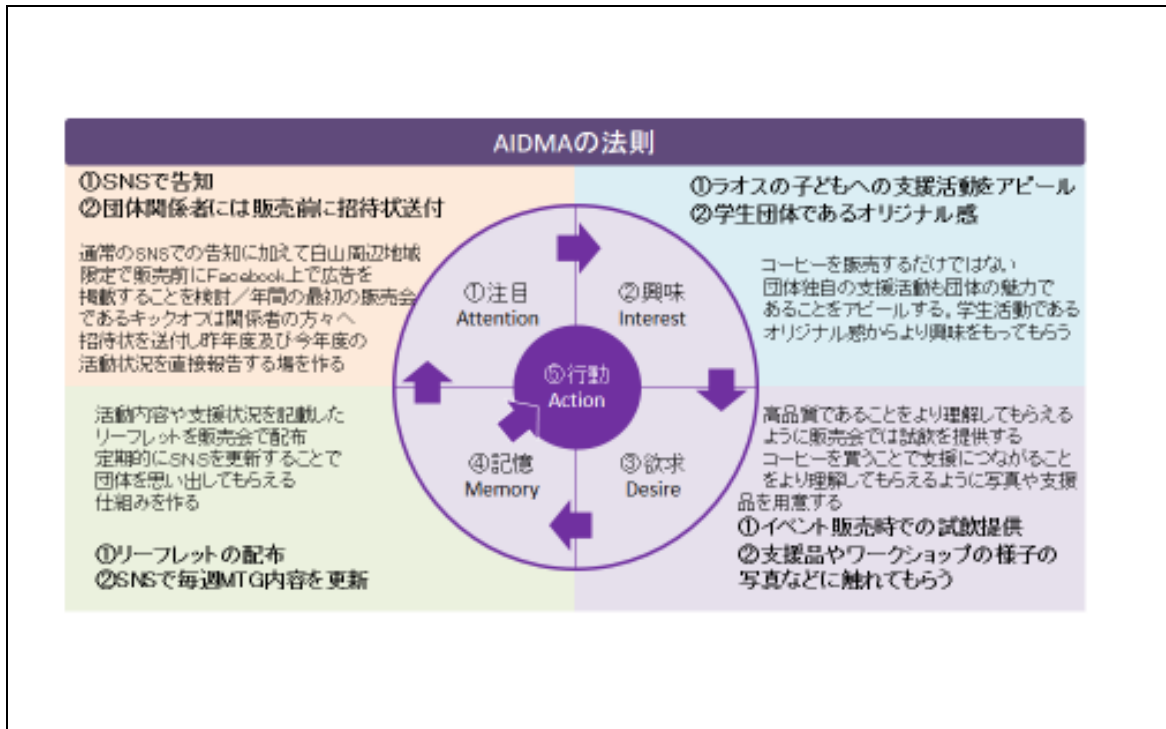 AIDMAの法則
①SNSで告知
②団体関係者には販売前に招待状送付
通常のSNSでの告知に加えて白山周辺地域
限定で販売前にFacebook上で広告を
掲載することを検討／年間の最初の販売会
であるキックオフは関係者の方々へ
招待状を送付し昨年度及び今年度の
活動状況を直接報告する場を作る
①ラオスの子どもへの支援活動をアピール
②学生団体であるオリジナル感
コーヒーを販売するだけではない
団体独自の支援活動も団体の魅力で
あることをアピールする。学生活動である
オリジナル感からより興味をもってもらう
①注目
Attention
②興味
Interest
⑤行動
Action
④記憶
Memory
③欲求
Desire
活動内容や支援状況を記載した
リーフレットを販売会で配布
定期的にSNSを更新することで
団体を思い出してもらえる
仕組みを作る
①リーフレットの配布
②SNSで毎週MTG内容を更新
高品質であることをより理解してもらえる
ように販売会では試飲を提供する
コーヒーを買うことで支援につながること
をより理解してもらえるように写真や支援
品を用意する
①イベント販売時での試飲提供
②支援品やワークショップの様子の
写真などに触れてもらう